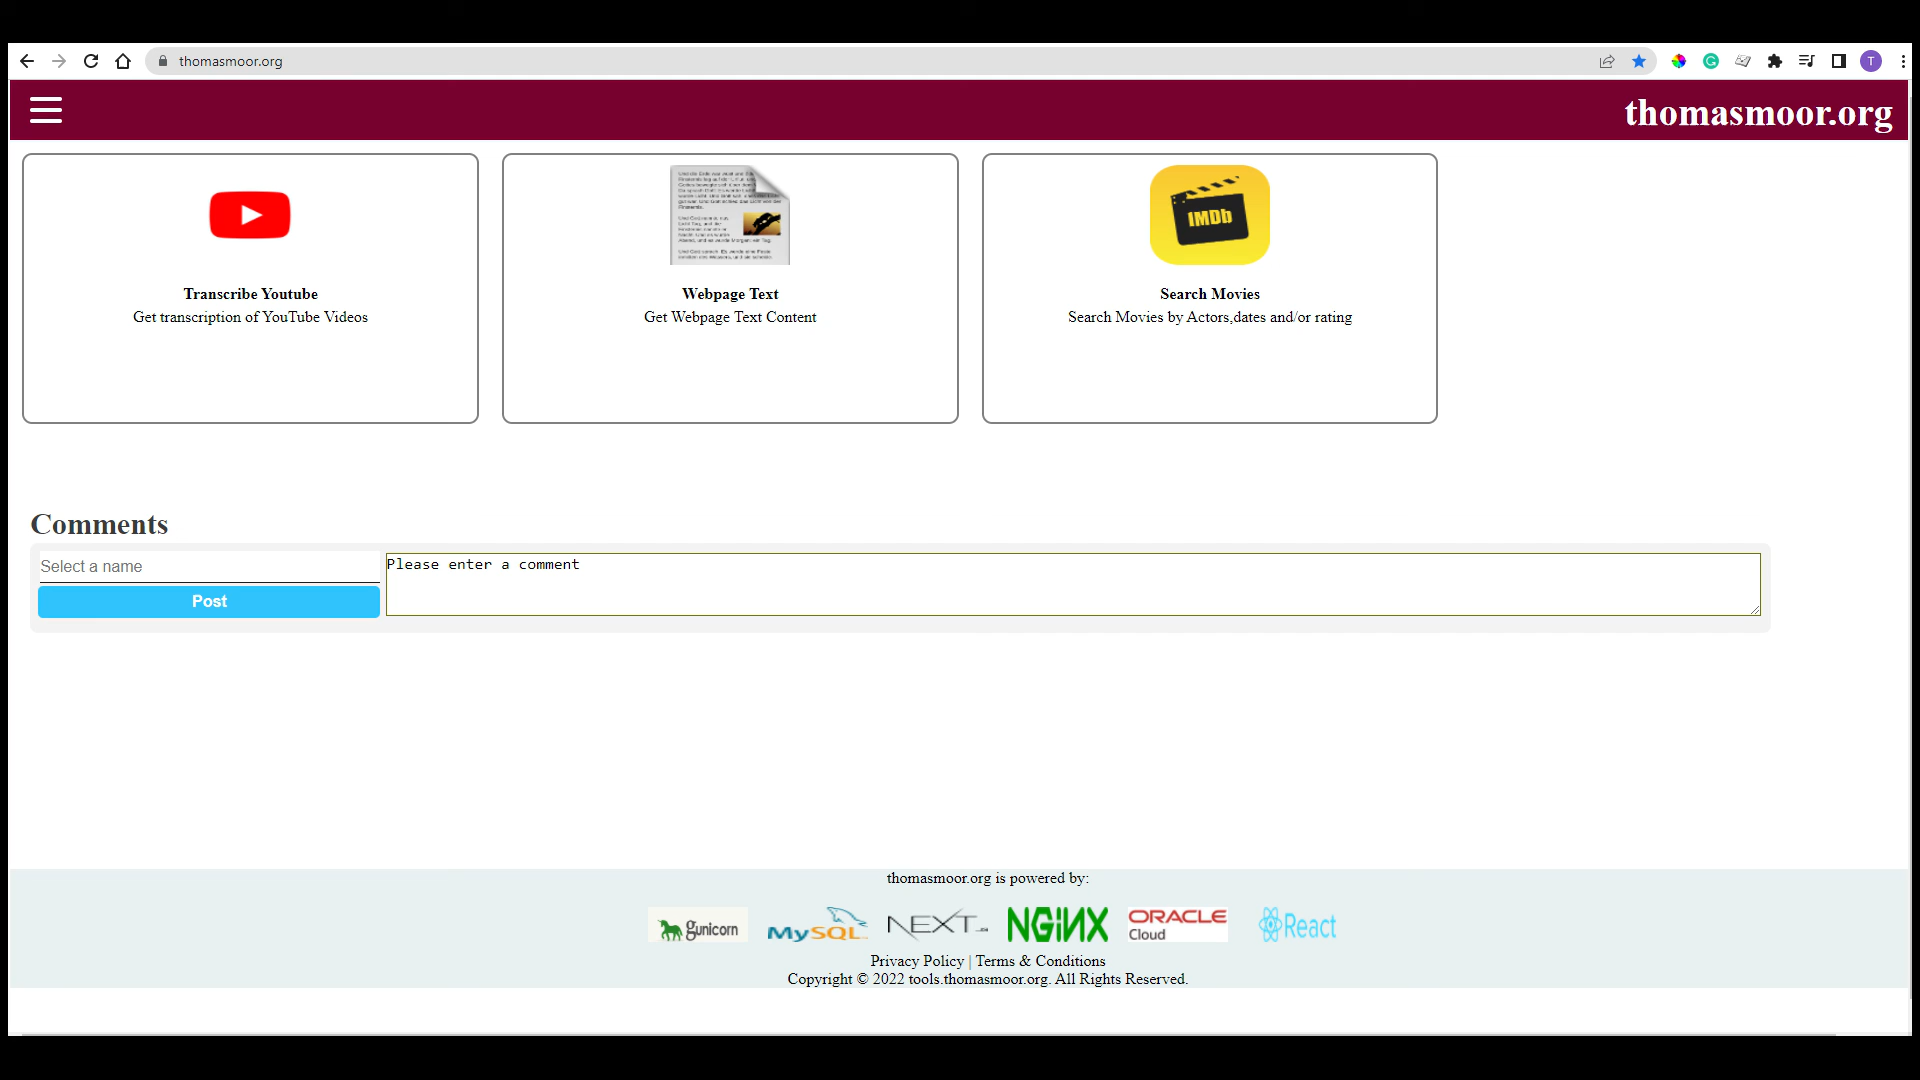 thomasmoor.org
T
thomasmoor.org
IMDb
Transcribe Youtube
Get transcription of YouTube Videos
Webpage Text
Get Webpage Text Content
Search Movies
Search Movies by Actors,dates and/or rating
Comments
Select a name
Please enter a comment
Post
thomasmoor.org is powered by:
gunicorn
MySQL
NEXT
NGiNX
ORACLE
Cloud
React
Privacy Policy | Terms & Conditions
Copyright © 2022 tools.thomasmoor.org. All Rights Reserved.